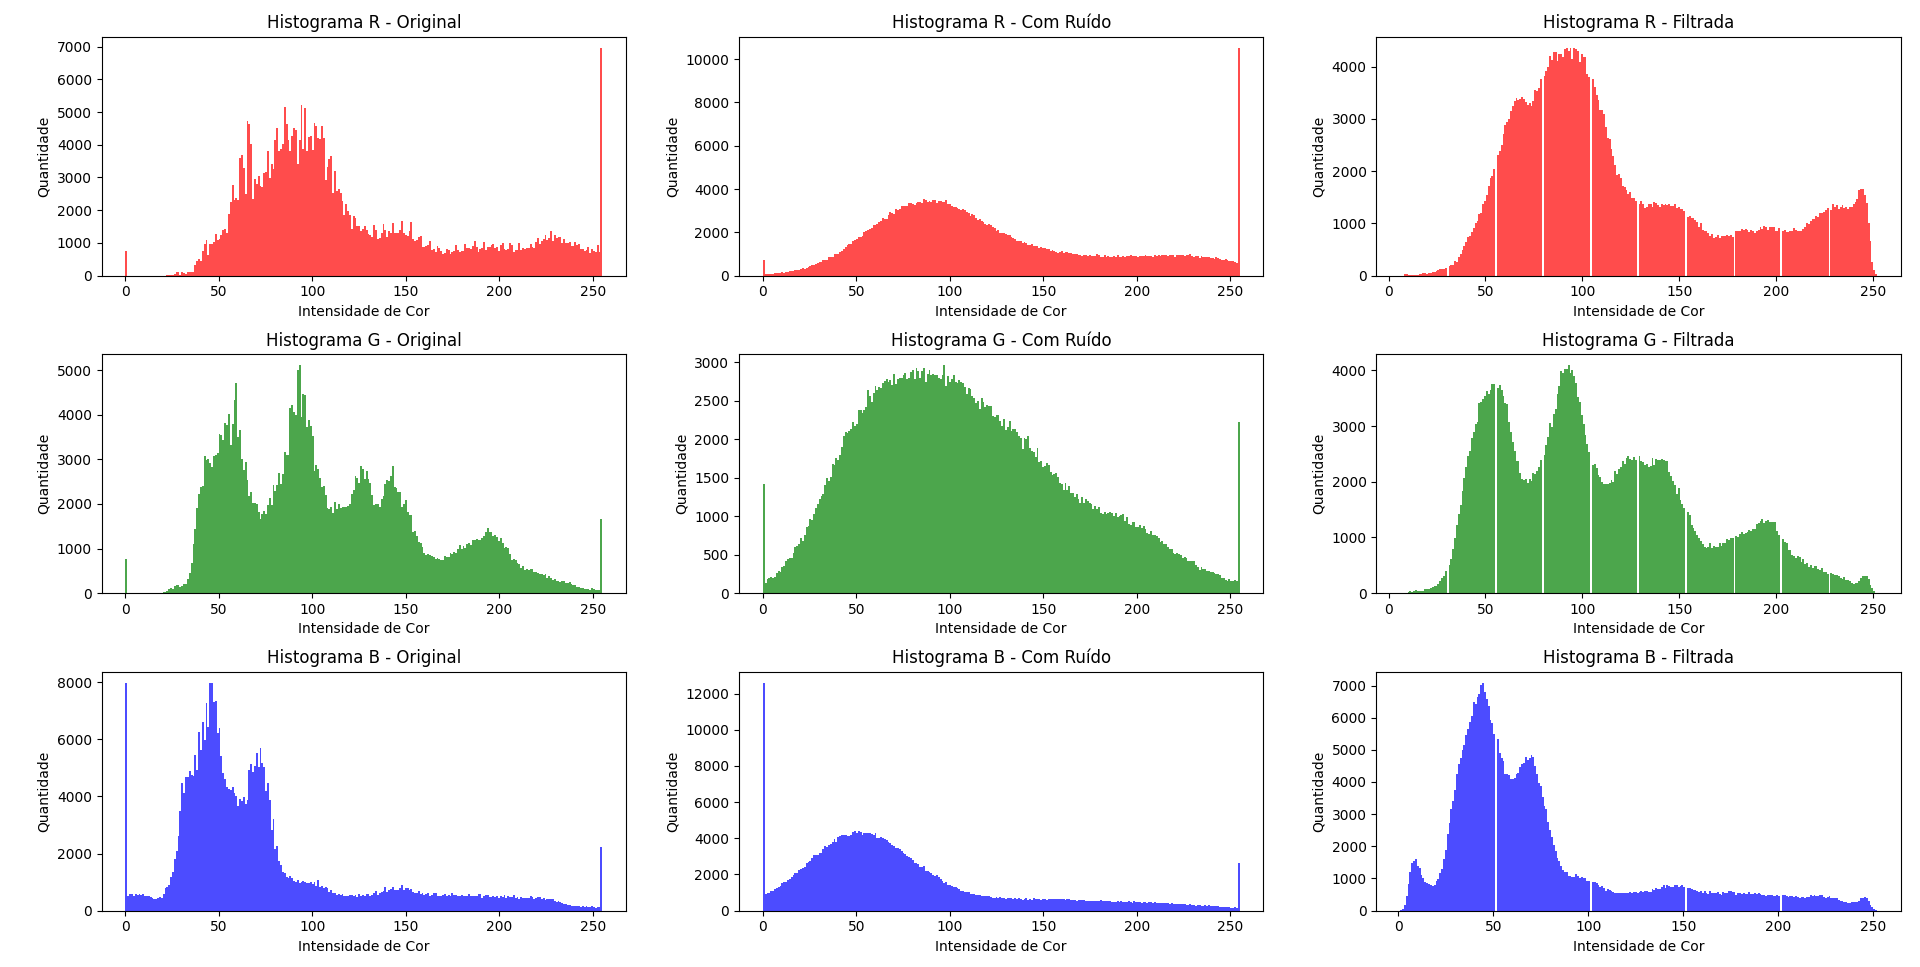 Histograma R - Original
Histograma R - Com Ruído
Histograma R - Filtrada
Quantidade
7000
6000
5000
4000
3000
2000
1000
0
0 50 100 150 200 250
Intensidade de Cor
Quantidade
10000
8000
6000
4000
2000
0
0 50 100 150 200 250
Intensidade de Cor
Quantidade
4000
3000
2000
1000
0
0 50 100 150 200 250
Intensidade de Cor
Histograma G - Original
Histograma G - Com Ruído
Histograma G - Filtrada
Quantidade
5000
4000
3000
2000
1000
0
0 50 100 150 200 250
Intensidade de Cor
Quantidade
3000
2500
2000
1500
1000
500
0
0 50 100 150 200 250
Intensidade de Cor
Quantidade
4000
3000
2000
1000
0
0 50 100 150 200 250
Intensidade de Cor
Histograma B - Original
Histograma B - Com Ruído
Histograma B - Filtrada
Quantidade
8000
6000
4000
2000
0
0 50 100 150 200 250
Intensidade de Cor
Quantidade
12000
10000
8000
6000
4000
2000
0
0 50 100 150 200 250
Intensidade de Cor
Quantidade
7000
6000
5000
4000
3000
2000
1000
0
0 50 100 150 200 250
Intensidade de Cor